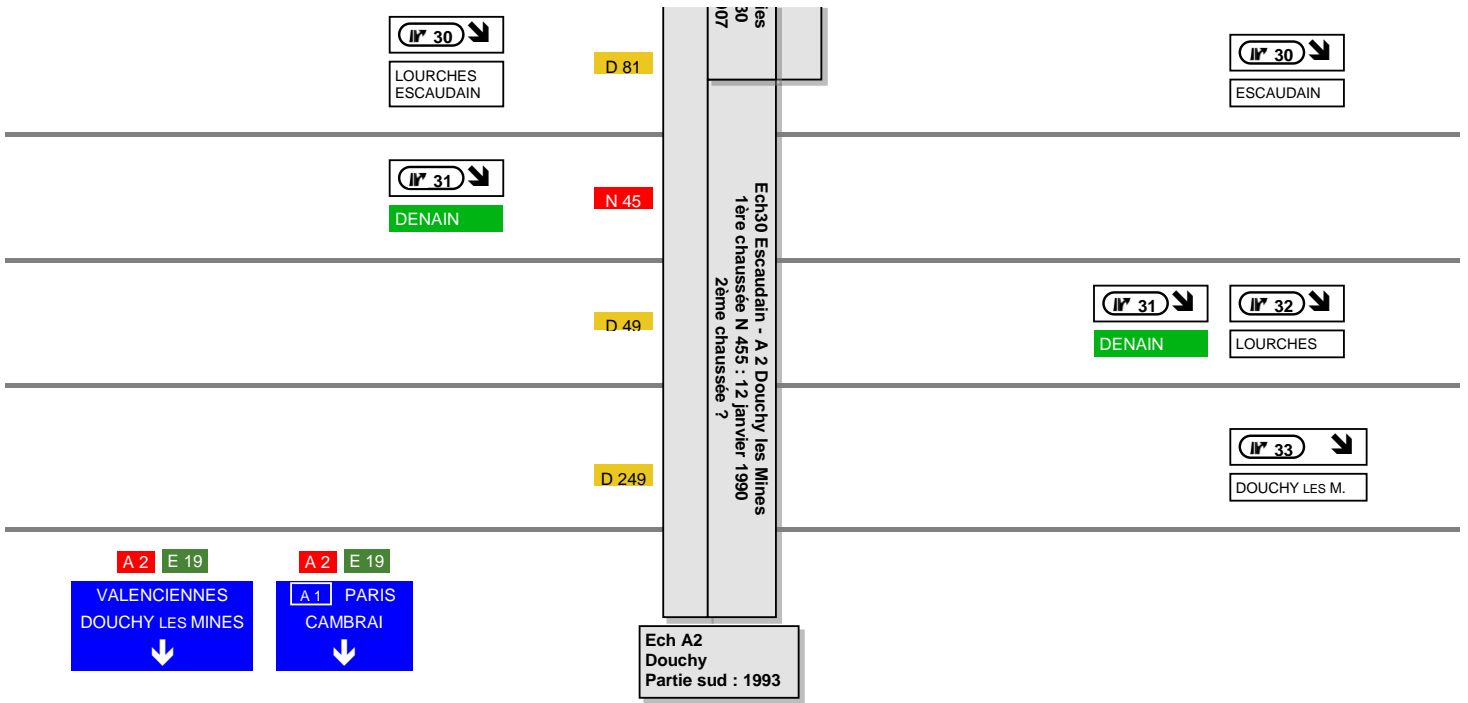 30
LOURCHES
ESCAUDAIN
D 81
30
ESCAUDAIN
31
DENAIN
N 45
Ech30 Escaudain - A 2 Douchy les Mines
1ère chaussée N 455 : 12 janvier 1990
2ème chaussée ?
D 49
31
DENAIN
32
LOURCHES
D 249
33
DOUCHY LES M.
A 2 E 19
VALENCIENNES
DOUCHY LES MINES
A 2 E 19
A 1 PARIS
CAMBRAI
Ech A2
Douchy
Partie sud : 1993